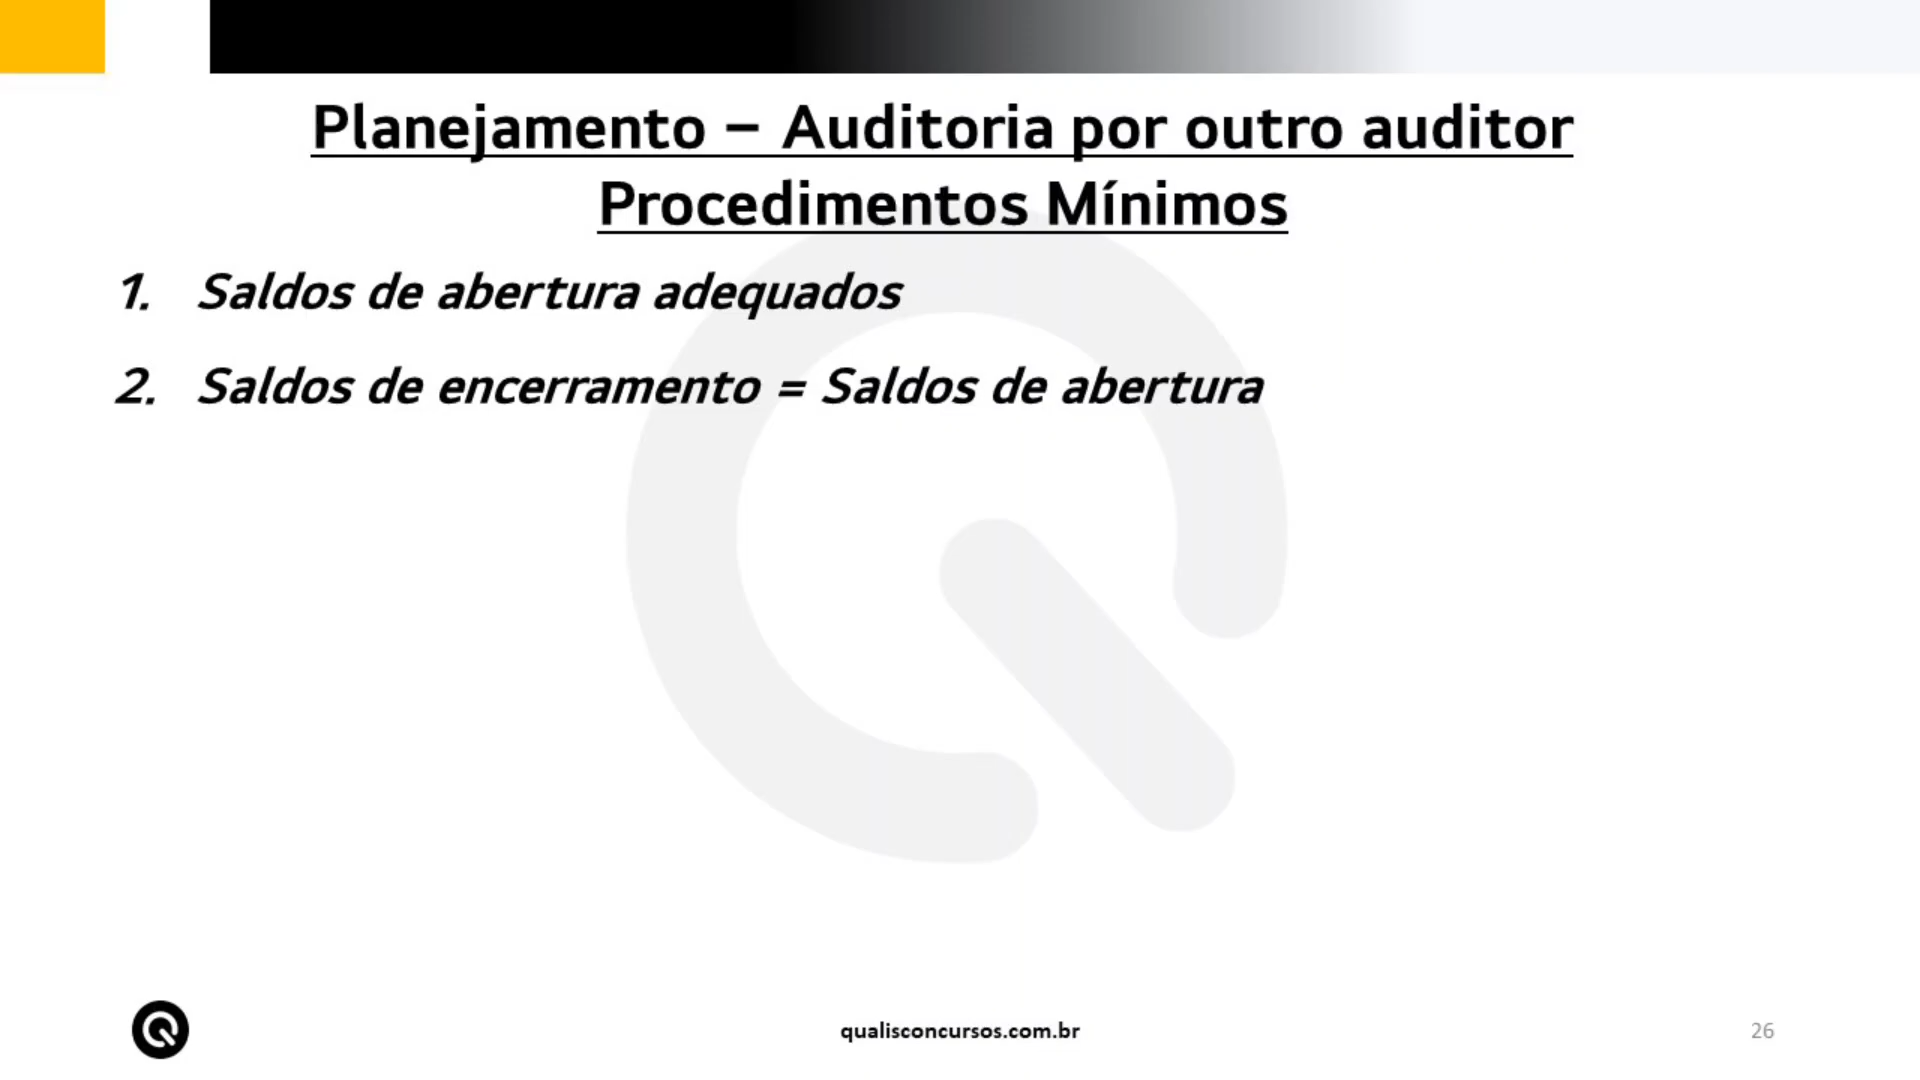 Planejamento – Auditoria por outro auditor
Procedimentos Mínimos
1. Saldos de abertura adequados
2. Saldos de encerramento = Saldos de abertura
qualisconcursos.com.br
26